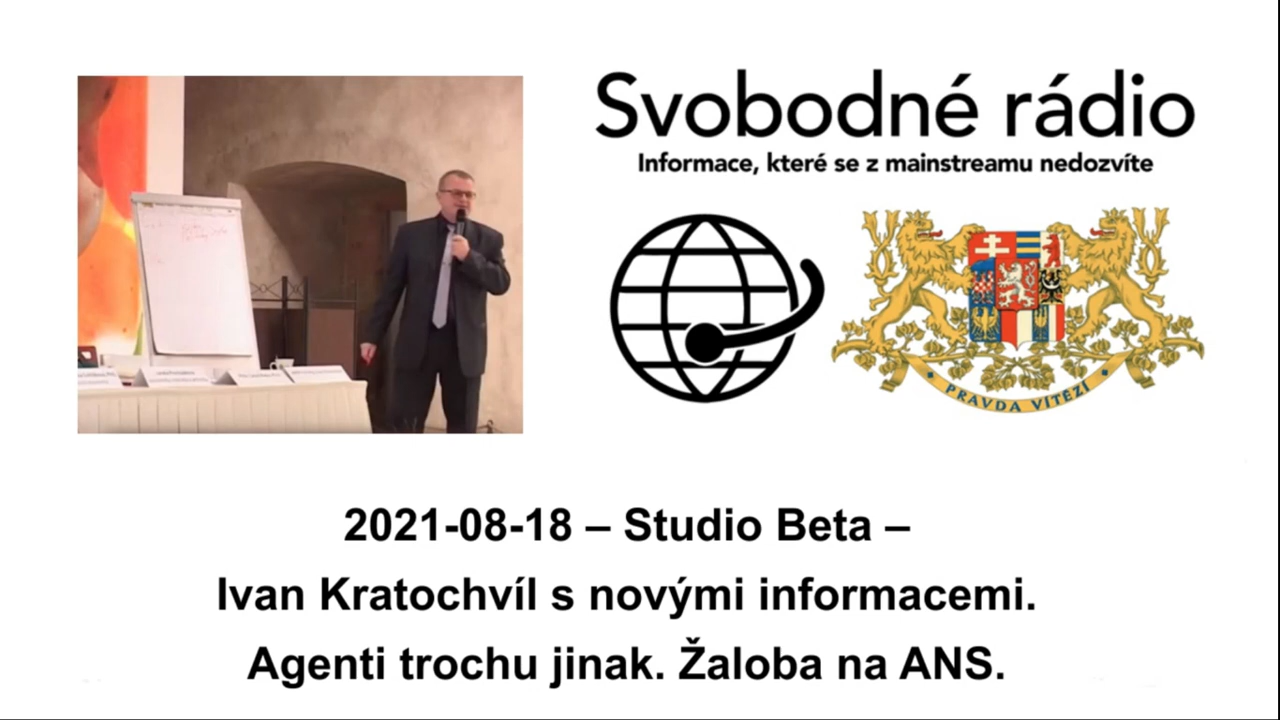 Svobodné rádio
Informace, které se z mainstreamu nedozvíte
PRAVDA VÍTĚZÍ
2021-08-18 – Studio Beta –
Ivan Kratochvíl s novými informacemi.
Agenti trochu jinak. Žaloba na ANS.